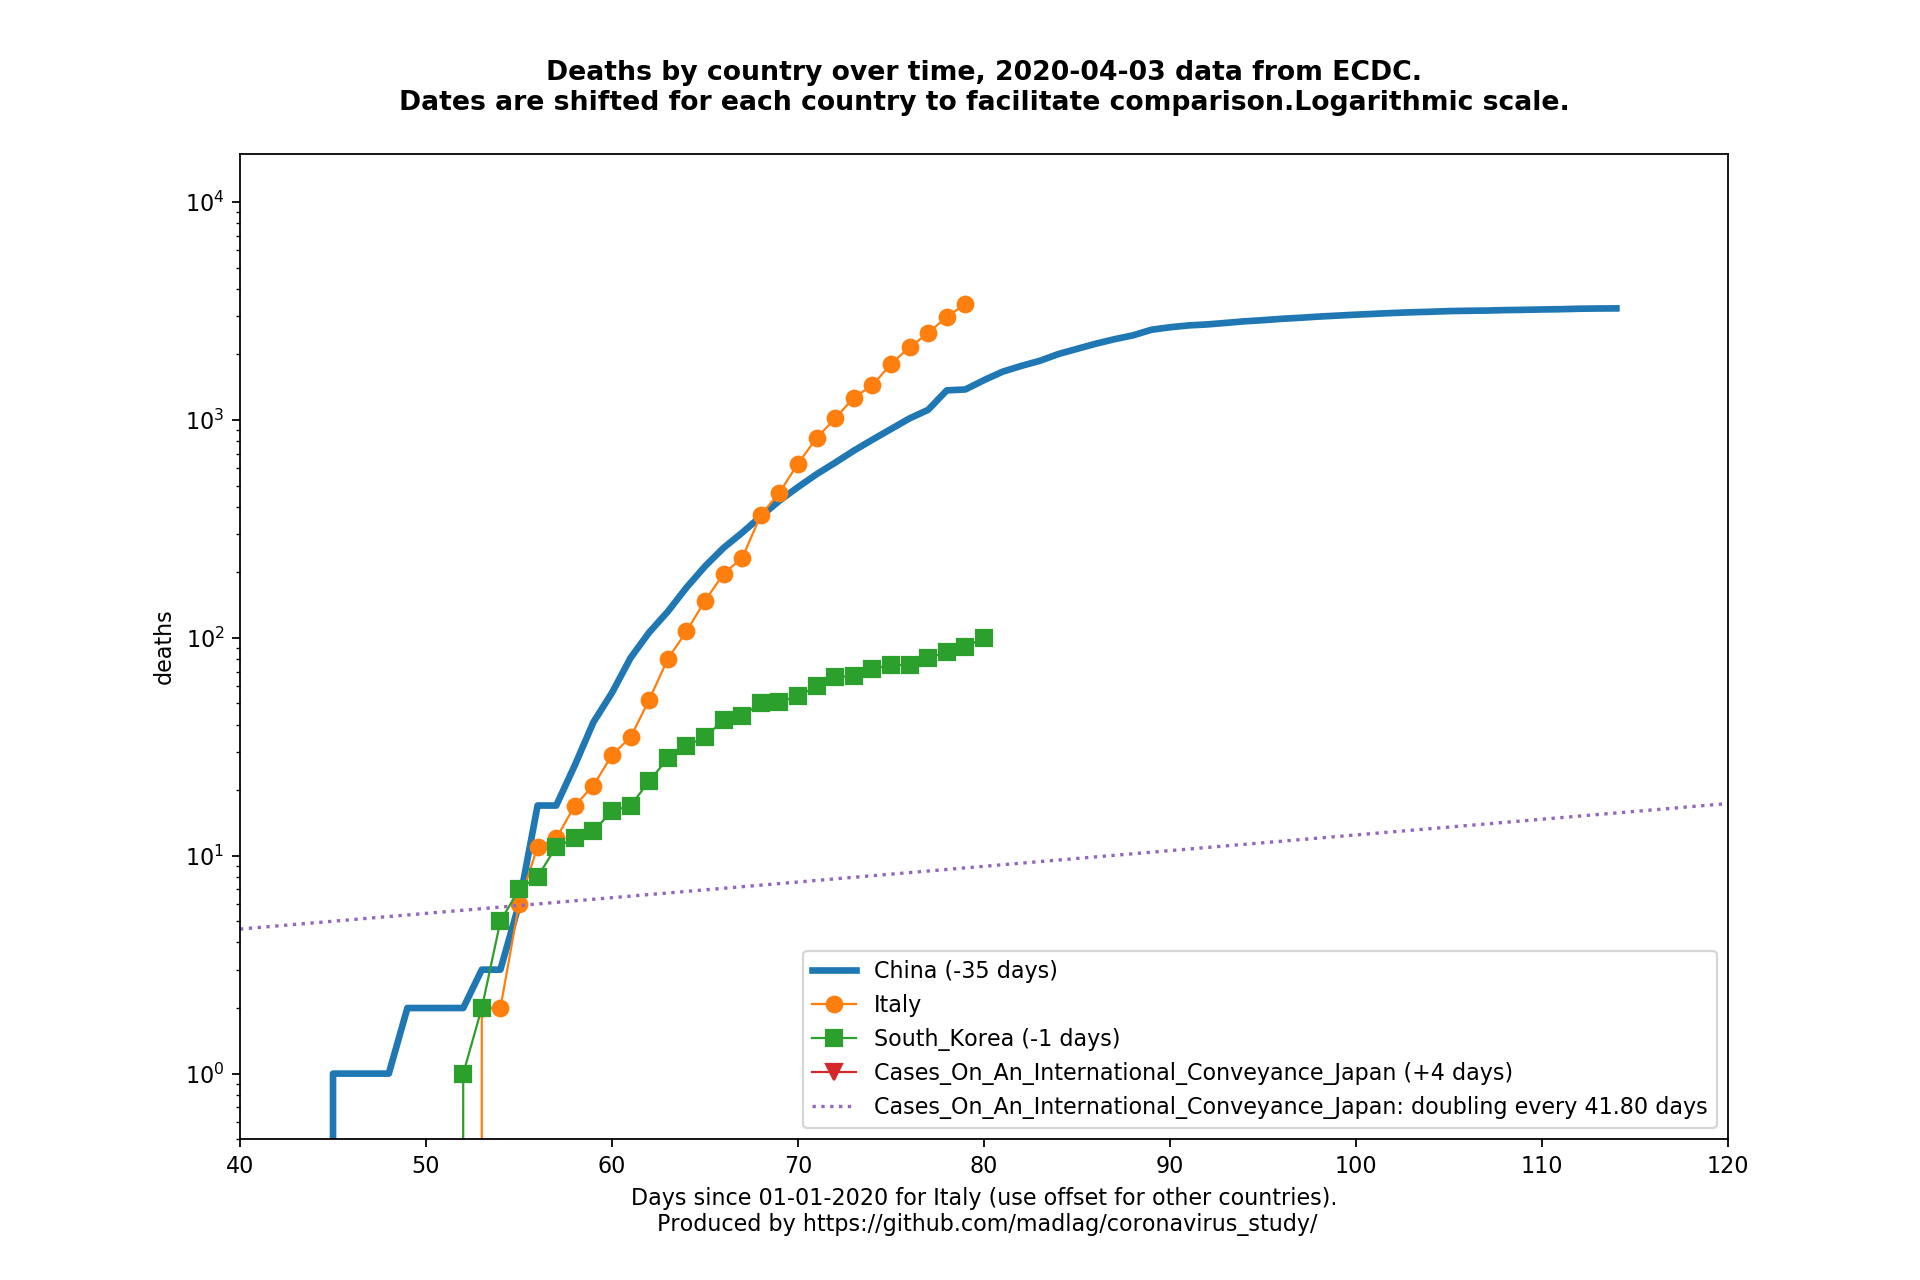 Deaths by country over time, 2020-04-03 data from ECDC.
Dates are shifted for each country to facilitate comparison.Logarithmic scale.
10^4
10^3
10^2
10^1
10^0
deaths
China (-35 days)
Italy
South_Korea (-1 days)
Cases_On_An_International_Conveyance_Japan (+4 days)
Cases_On_An_International_Conveyance_Japan: doubling every 41.80 days
40 50 60 70 80 90 100 110 120
Days since 01-01-2020 for Italy (use offset for other countries).
Produced by https://github.com/madlag/coronavirus_study/